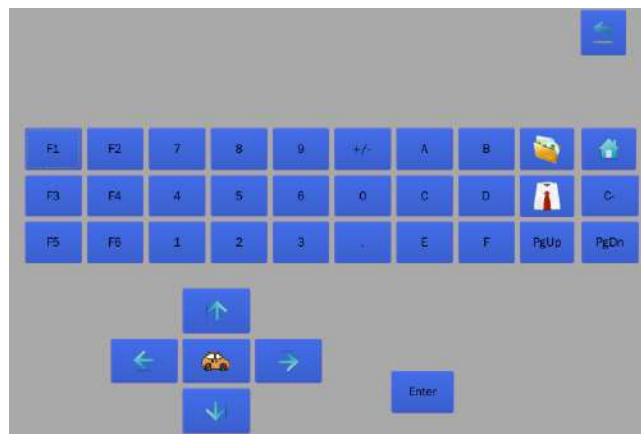 F1 F2 7 8 9 +/- A B
F3 F4 4 5 6 0 C D C-
F5 F6 1 2 3 . E F PgUp PgDn
Enter